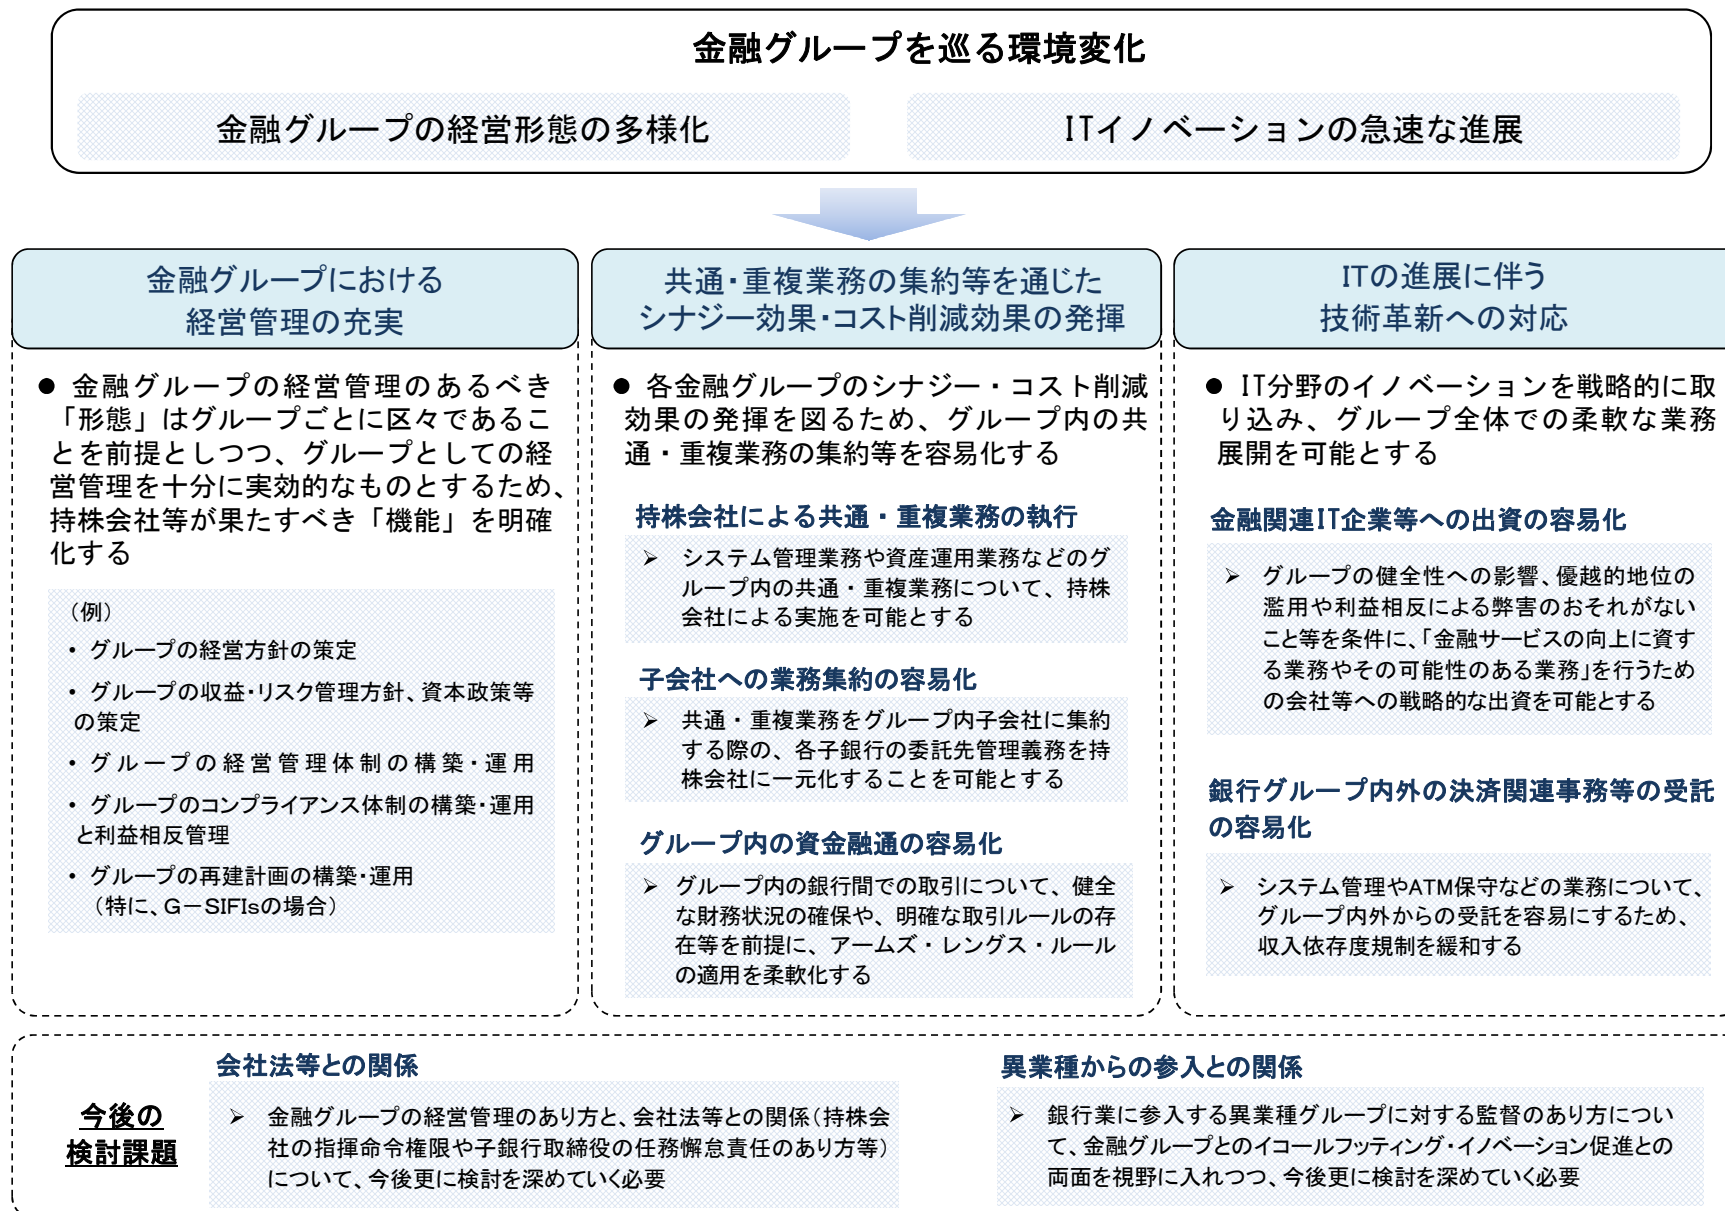 金融グループを巡る環境変化
金融グループの経営形態の多様化
ITイノベーションの急速な進展
金融グループにおける
経営管理の充実
● 金融グループの経営管理のあるべき
「形態」はグループごとに区々であるこ
とを前提としつつ、グループとしての経
営管理を十分に実効的なものとするため、
持株会社等が果たすべき「機能」を明確
化する
（例）
・グループの経営方針の策定
・グループの収益・リスク管理方針、資本政策等
の策定
・グループの経営管理体制の構築・運用
・グループのコンプライアンス体制の構築・運用
と利益相反管理
・グループの再建計画の構築・運用
（特に、G－SIFIsの場合）
共通・重複業務の集約等を通じた
シナジー効果・コスト削減効果の発揮
● 各金融グループのシナジー・コスト削減
効果の発揮を図るため、グループ内の共
通・重複業務の集約等を容易化する
持株会社による共通・重複業務の執行
➢ システム管理業務や資産運用業務などのグ
ループ内の共通・重複業務について、持株
会社による実施を可能とする
子会社への業務集約の容易化
➢ 共通・重複業務をグループ内子会社に集約
する際の、各子銀行の委託先管理義務を持
株会社に一元化することを可能とする
グループ内の資金融通の容易化
➢ グループ内の銀行間での取引について、健全
な財務状況の確保や、明確な取引ルールの存
在等を前提に、アームズ・レングス・ルール
の適用を柔軟化する
ITの進展に伴う
技術革新への対応
● IT分野のイノベーションを戦略的に取
り込み、グループ全体での柔軟な業務
展開を可能とする
金融関連IT企業等への出資の容易化
➢ グループの健全性への影響、優越的地位の
濫用や利益相反による弊害のおそれがない
こと等を条件に、「金融サービスの向上に資す
る業務やその可能性のある業務」を行うため
の会社等への戦略的な出資を可能とする
銀行グループ内外の決済関連事務等の受託
の容易化
➢ システム管理やATM保守などの業務について、
グループ内外からの受託を容易にするため、
収入依存度規制を緩和する
今後の
検討課題
会社法等との関係
➢ 金融グループの経営管理のあり方と、会社法等との関係（持株会
社の指揮命令権限や子銀行取締役の任務懈怠責任のあり方等）
について、今後更に検討を深めていく必要
異業種からの参入との関係
➢ 銀行業に参入する異業種グループに対する監督のあり方につい
て、金融グループとのイコールフッティング・イノベーション促進との
両面を視野に入れつつ、今後更に検討を深めていく必要